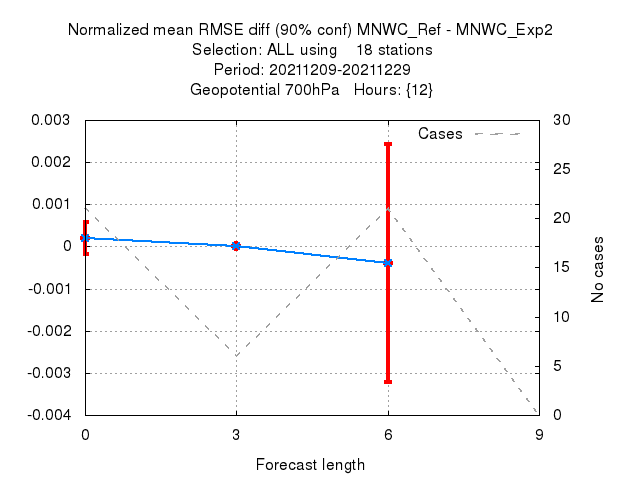 Normalized mean RMSE diff (90% conf) MNWC_Ref - MNWC_Exp2
Selection: ALL using    18 stations
Period: 20211209-20211229
Geopotential 700hPa   Hours: {12}
Cases
0.003
0.002
0.001
0
-0.001
-0.002
-0.003
-0.004
30
25
20
15
10
5
0
No cases
0
3
6
9
Forecast length